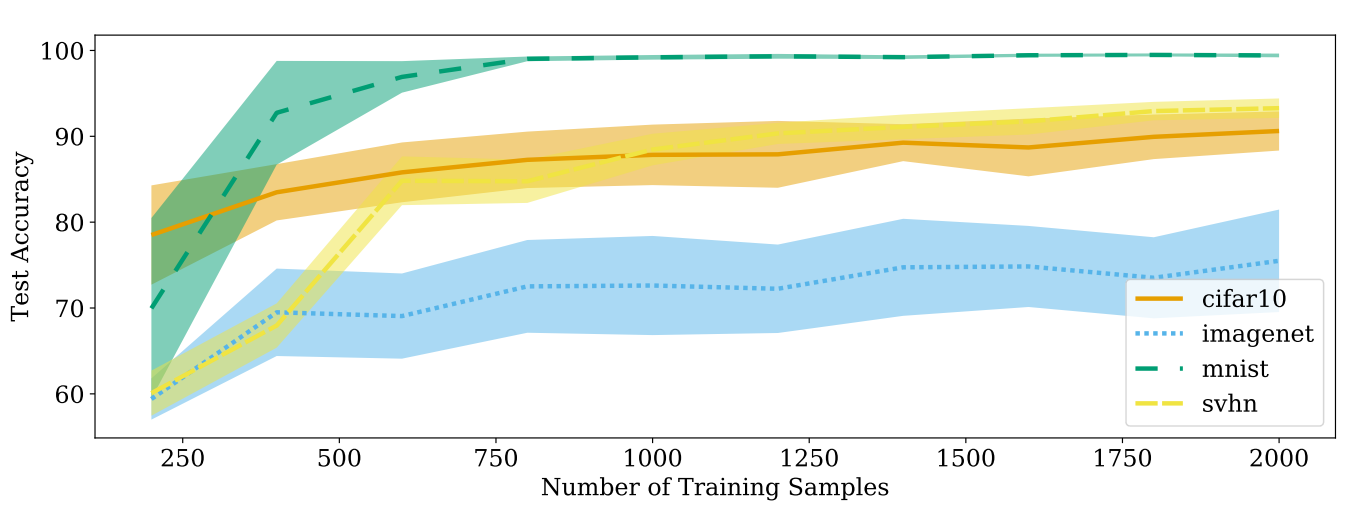 100
90
80
70
60
Test Accuracy
cifar10
imagenet
mnist
svhn
250 500 750 1000 1250 1500 1750 2000
Number of Training Samples